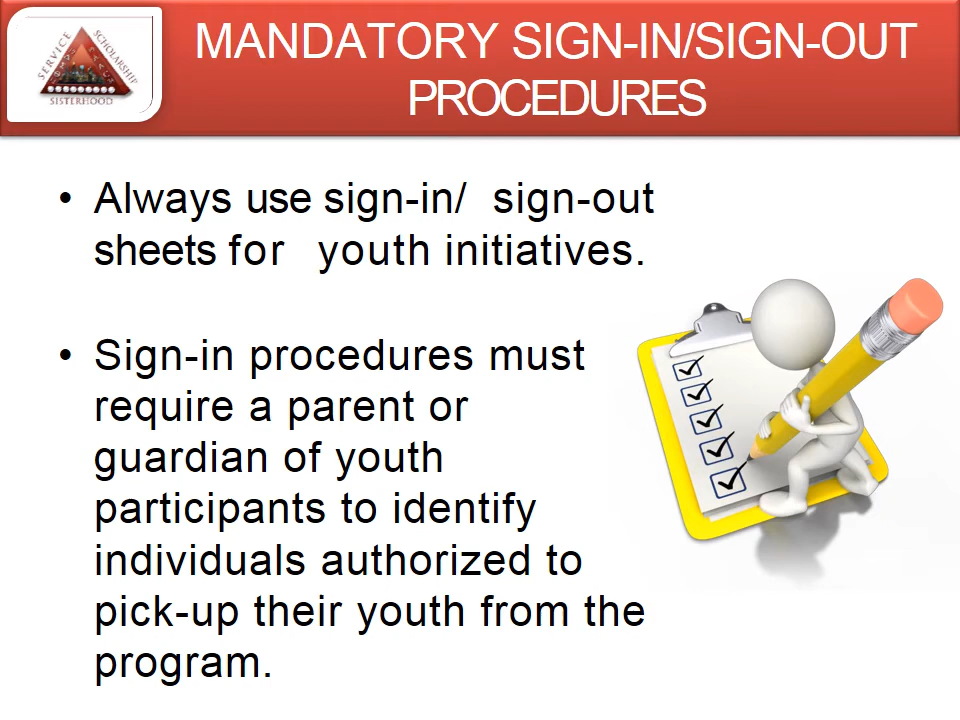 MANDATORY SIGN-IN/SIGN-OUT
PROCEDURES
SERVICE
SCHOLARSHIP
SISTERHOOD
• Always use sign-in/ sign-out
sheets for youth initiatives.
• Sign-in procedures must
require a parent or
guardian of youth
participants to identify
individuals authorized to
pick-up their youth from the
program.